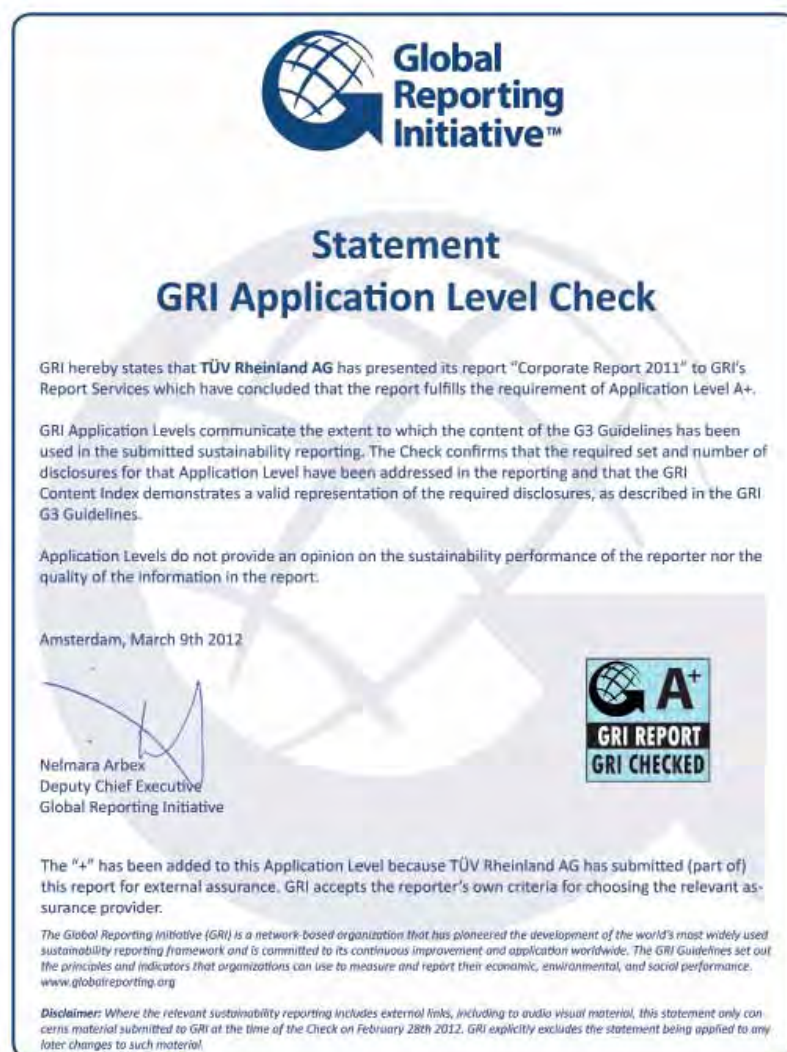 Global
Reporting
Initiative™
Statement
GRI Application Level Check
GRI hereby states that TÜV Rheinland AG has presented its report "Corporate Report 2011" to GRI's
Report Services which have concluded that the report fulfills the requirement of Application Level A+.
GRI Application Levels communicate the extent to which the content of the G3 Guidelines has been
used in the submitted sustainability reporting. The Check confirms that the required set and number of
disclosures for that Application Level have been addressed in the reporting and that the GRI
Content Index demonstrates a valid representation of the required disclosures, as described in the GRI
G3 Guidelines.
Application Levels do not provide an opinion on the sustainability performance of the reporter nor the
quality of the information in the report.
Amsterdam, March 9th 2012
Nelmara Arbex
Deputy Chief Executive
Global Reporting Initiative
A+
GRI REPORT
GRI CHECKED
The "+" has been added to this Application Level because TÜV Rheinland AG has submitted (part of)
this report for external assurance. GRI accepts the reporter's own criteria for choosing the relevant as-
surance provider.
The Global Reporting Initiative (GRI) is a network-based organization that has pioneered the development of the world's most widely used
sustainability reporting framework and is committed to its continuous improvement and application worldwide. The GRI Guidelines set out
the principles and indicators that organizations can use to measure and report their economic, environmental, and social performance.
www.globalreporting.org
Disclaimer: Where the relevant sustainability reporting includes external links, including to audio visual material, this statement only con
cerns material submitted to GRI at the time of the Check on February 28th 2012. GRI explicitly excludes the statement being applied to any
later changes to such material.